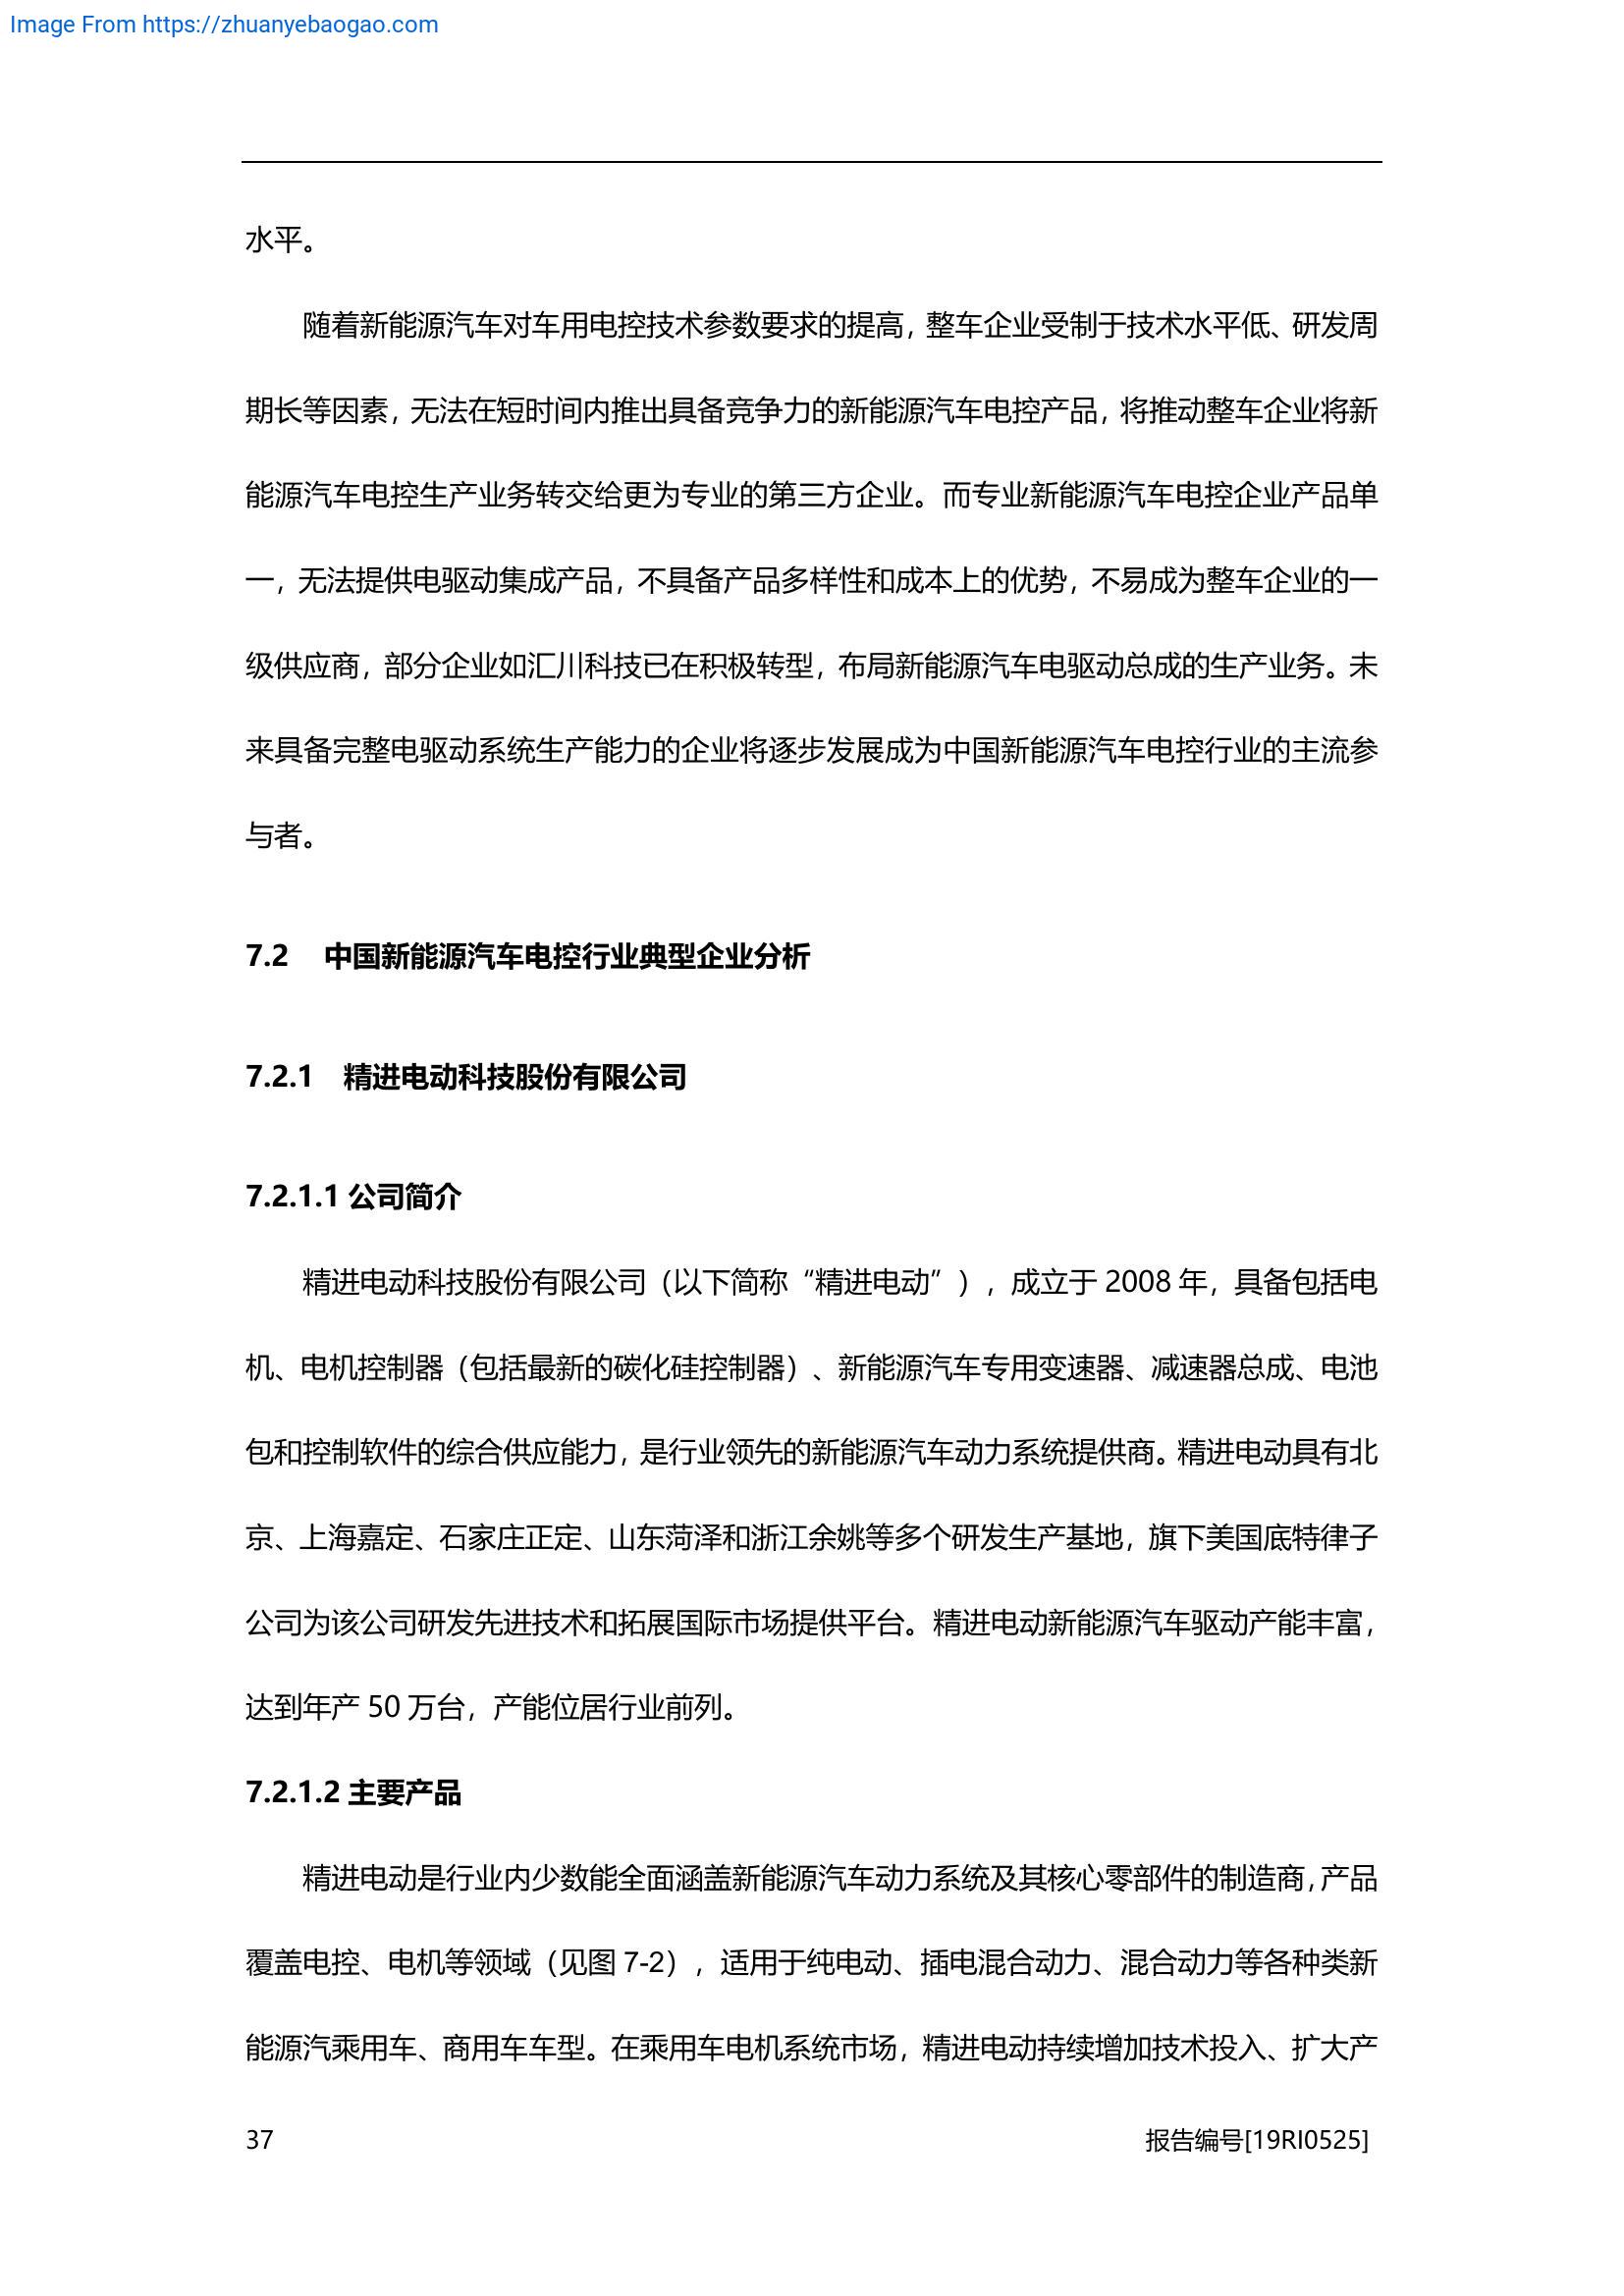 Image From https://zhuanyebaogao.com
水平。
随着新能源汽车对车用电控技术参数要求的提高，整车企业受制于技术水平低、研发周
期长等因素，无法在短时间内推出具备竞争力的新能源汽车电控产品，将推动整车企业将新
能源汽车电控生产业务转交给更为专业的第三方企业。而专业新能源汽车电控企业产品单
一，无法提供电驱动集成产品，不具备产品多样性和成本上的优势，不易成为整车企业的一
级供应商，部分企业如汇川科技已在积极转型，布局新能源汽车电驱动总成的生产业务。未
来具备完整电驱动系统生产能力的企业将逐步发展成为中国新能源汽车电控行业的主流参
与者。
7.2 中国新能源汽车电控行业典型企业分析
7.2.1 精进电动科技股份有限公司
7.2.1.1 公司简介
精进电动科技股份有限公司（以下简称“精进电动”），成立于 2008 年，具备包括电
机、电机控制器（包括最新的碳化硅控制器）、新能源汽车专用变速器、减速器总成、电池
包和控制软件的综合供应能力，是行业领先的新能源汽车动力系统提供商。精进电动具有北
京、上海嘉定、石家庄正定、山东菏泽和浙江余姚等多个研发生产基地，旗下美国底特律子
公司为该公司研发先进技术和拓展国际市场提供平台。精进电动新能源汽车驱动产能丰富，
达到年产 50 万台，产能位居行业前列。
7.2.1.2 主要产品
精进电动是行业内少数能全面涵盖新能源汽车动力系统及其核心零部件的制造商，产品
覆盖电控、电机等领域（见图 7-2），适用于纯电动、插电混合动力、混合动力等各种类新
能源汽乘用车、商用车车型。在乘用车电机系统市场，精进电动持续增加技术投入、扩大产
37 报告编号[19RI0525]